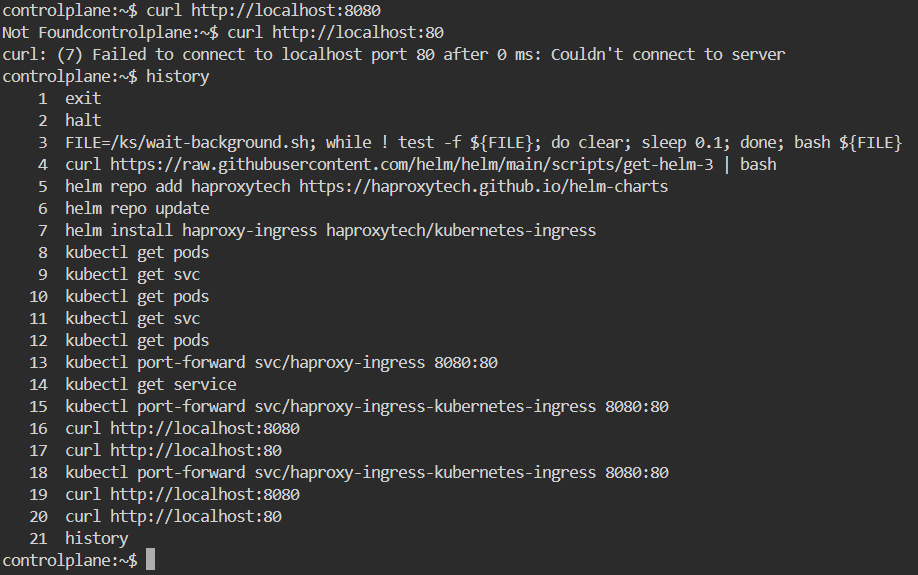 controlplane:~$ curl http://localhost:8080
Not Foundcontrolplane:~$ curl http://localhost:80
curl: (7) Failed to connect to localhost port 80 after 0 ms: Couldn't connect to server
controlplane:~$ history
    1  exit
    2  halt
    3  FILE=/ks/wait-background.sh; while ! test -f ${FILE}; do clear; sleep 0.1; done; bash ${FILE}
    4  curl https://raw.githubusercontent.com/helm/helm/main/scripts/get-helm-3 | bash
    5  helm repo add haproxytech https://haproxytech.github.io/helm-charts
    6  helm repo update
    7  helm install haproxy-ingress haproxytech/kubernetes-ingress
    8  kubectl get pods
    9  kubectl get svc
   10  kubectl get pods
   11  kubectl get svc
   12  kubectl get pods
   13  kubectl port-forward svc/haproxy-ingress 8080:80
   14  kubectl get service
   15  kubectl port-forward svc/haproxy-ingress-kubernetes-ingress 8080:80
   16  curl http://localhost:8080
   17  curl http://localhost:80
   18  kubectl port-forward svc/haproxy-ingress-kubernetes-ingress 8080:80
   19  curl http://localhost:8080
   20  curl http://localhost:80
   21  history
controlplane:~$